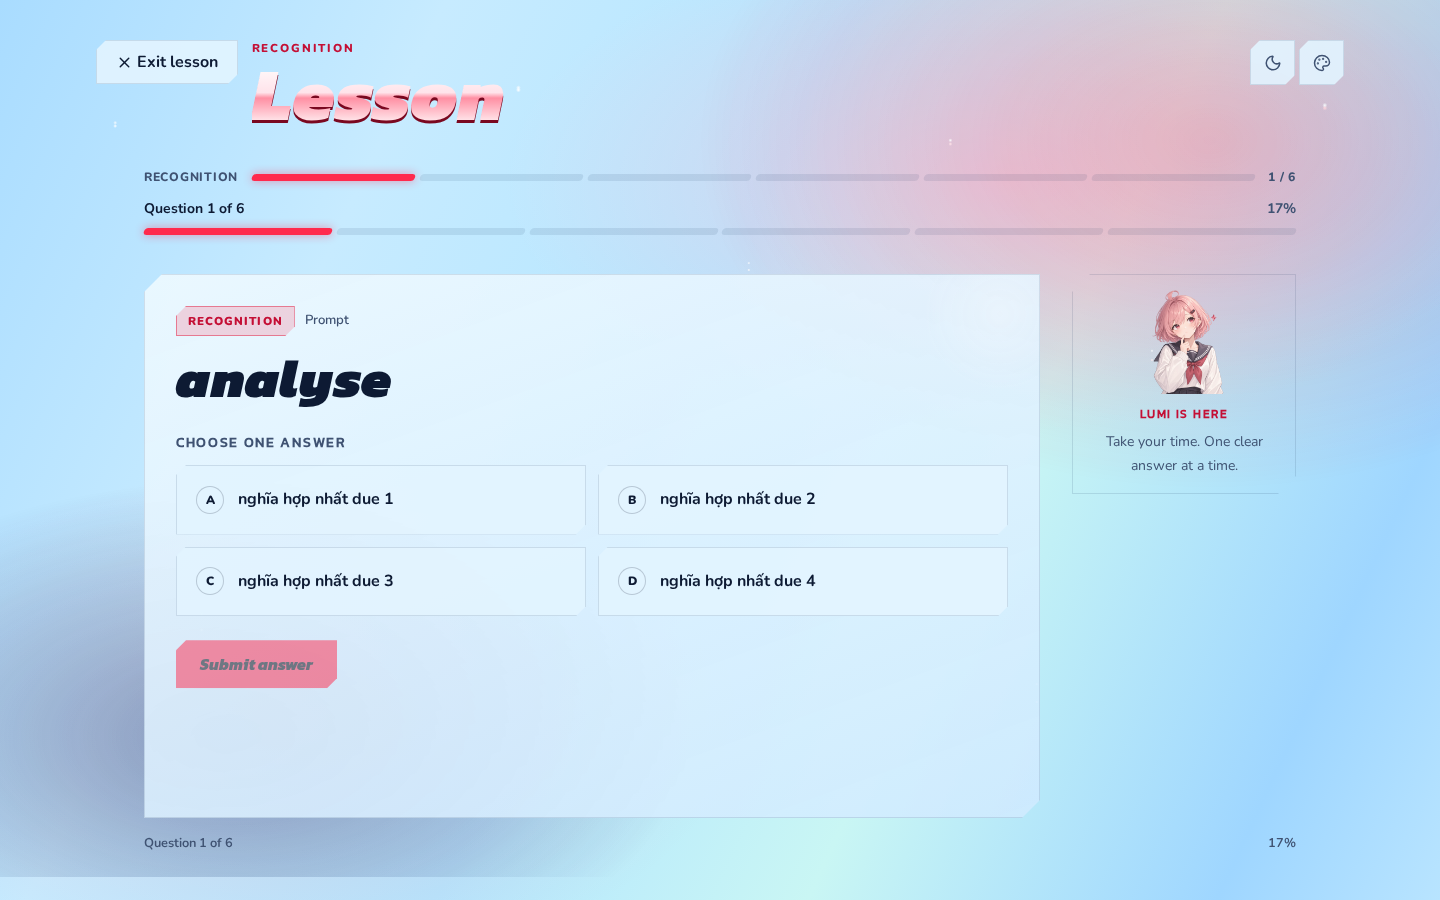 Exit lesson
RECOGNITION
Lesson
RECOGNITION
1 / 6
Question 1 of 6
17%
RECOGNITION
Prompt
analyse
CHOOSE ONE ANSWER
A
nghĩa hợp nhất due 1
B
nghĩa hợp nhất due 2
C
nghĩa hợp nhất due 3
D
nghĩa hợp nhất due 4
Submit answer
LUMI IS HERE
Take your time. One clear
answer at a time.
Question 1 of 6
17%